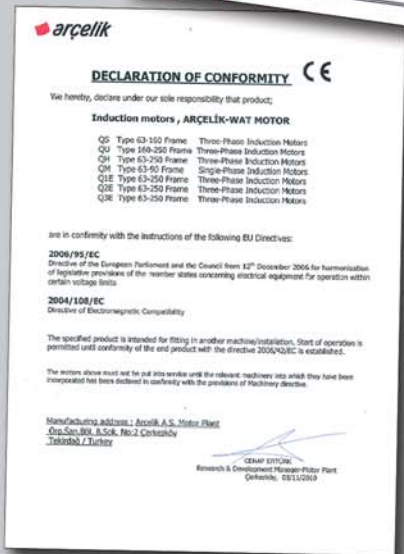 arçelik
DECLARATION OF CONFORMITY CE
We hereby, declare under our sole responsibility that product;
Induction motors , ARÇELİK-WAT MOTOR
QS Type 63-160 Frame Three-Phase Induction Motors
QU Type 160-250 Frame Three-Phase Induction Motors
QH Type 63-250 Frame Three-Phase Induction Motors
QM Type 63-90 Frame Single-Phase Induction Motors
Q1E Type 63-250 Frame Three-Phase Induction Motors
Q2E Type 63-250 Frame Three-Phase Induction Motors
Q3E Type 63-250 Frame Three-Phase Induction Motors
are in confirmity with the instructions of the following EU Directives:
2006/95/EC
Directive of the European Parliament and the Council from 12th December 2006 for harmonisation
of legislative provisions of the member states concerning electrical equipment for operation within
certain voltage limits
2004/108/EC
Directive of Electromagnetic Compatibility
The specified product is intended for fitting in another machine/installation. Start of operation is
permitted until conformity of the end product with the directive 2006/42/EC is established.
The motors above must not be put into service until the relevant machinery into which they have been
incorporated has been declared in conformity with the provisions of Machinery directive.
Manufacturing address : Arçelik A.S. Motor Plant
Org.San.Böl. 8.Sok. No:2 Çerkezköy
Tekirdağ / Turkey
CENAP ERTÜRK
Research & Development Manager-Motor Plant
Çerkezköy, 03/11/2010